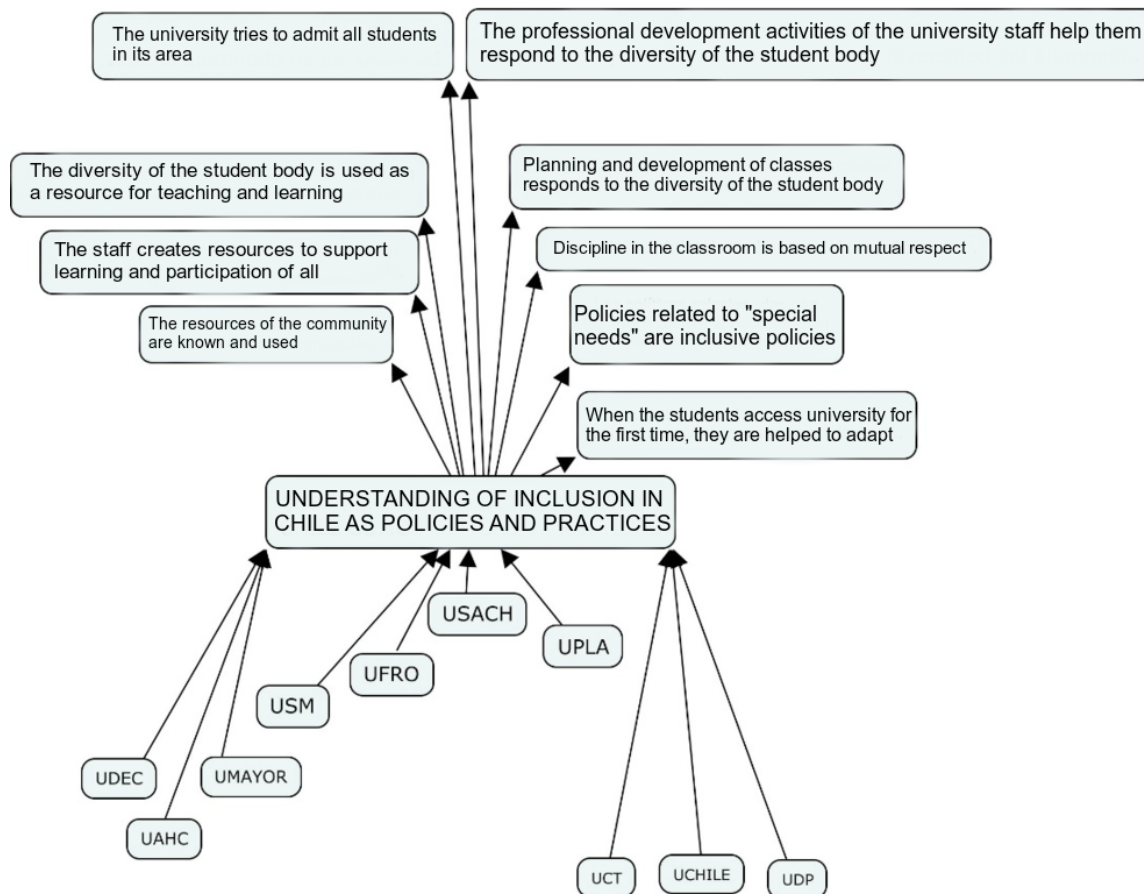 The university tries to admit all students
in its area
The professional development activities of the university staff help them
respond to the diversity of the student body
The diversity of the student body is used as
a resource for teaching and learning
Planning and development of classes
responds to the diversity of the student body
The staff creates resources to support
learning and participation of all
Discipline in the classroom is based on mutual respect
The resources of the community
are known and used
Policies related to "special
needs" are inclusive policies
When the students access university for
the first time, they are helped to adapt
UNDERSTANDING OF INCLUSION IN
CHILE AS POLICIES AND PRACTICES
USACH
UPLA
UFRO
USM
UDEC
UMAYOR
UAHC
UCT
UCHILE
UDP